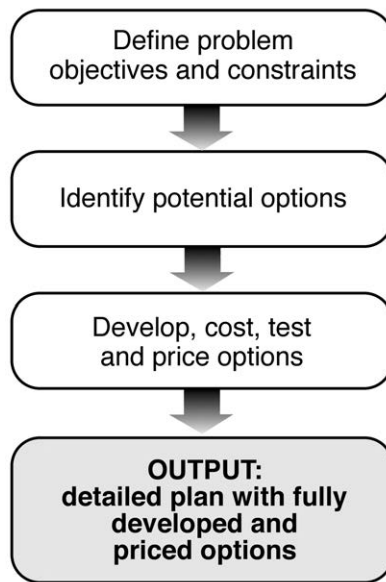 Define problem
objectives and constraints
Identify potential options
Develop, cost, test
and price options
OUTPUT:
detailed plan with fully
developed and
priced options